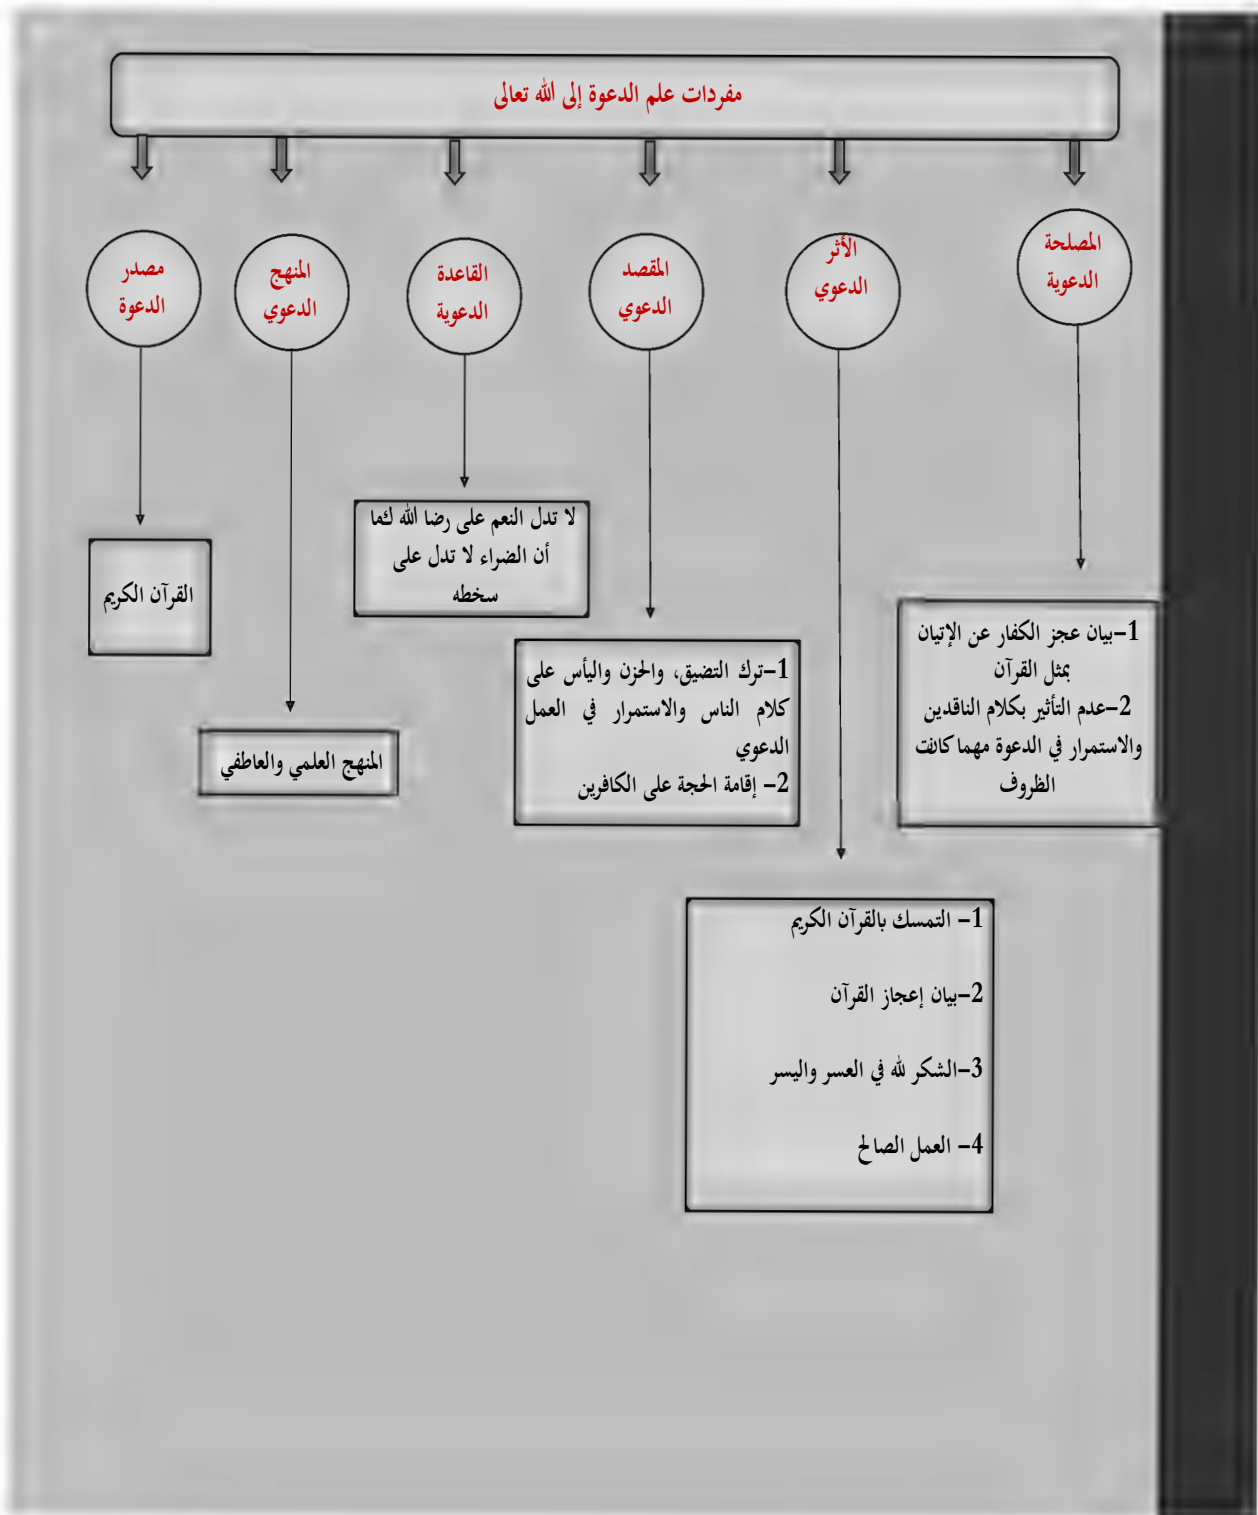 مفردات علم الدعوة إلى الله تعالى
المصلحة
الدعوية
الأثر
الدعوي
المقصد
الدعوي
القاعدة
الدعوية
المنهج
الدعوي
مصدر
الدعوة
1-بيان عجز الكفار عن الإتيان
بمثل القرآن
2-عدم التأثير بكلام الناقدين
والاستمرار في الدعوة مهما كانت
الظروف
1- التمسك بالقرآن الكريم
2-بيان إعجاز القرآن
3-الشكر لله في العسر واليسر
4- العمل الصالح
1-ترك التضيق، والحزن واليأس على
كلام الناس والاستمرار في العمل
الدعوي
2- إقامة الحجة على الكافرين
لا تدل النعم على رضا الله كما
أن الضراء لا تدل على
سخطه
المنهج العلمي والعاطفي
القرآن الكريم